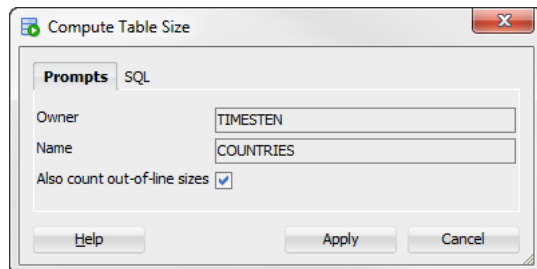 Compute Table Size
Prompts SQL
Owner TIMESTEN
Name COUNTRIES
Also count out-of-line sizes
Help Apply Cancel